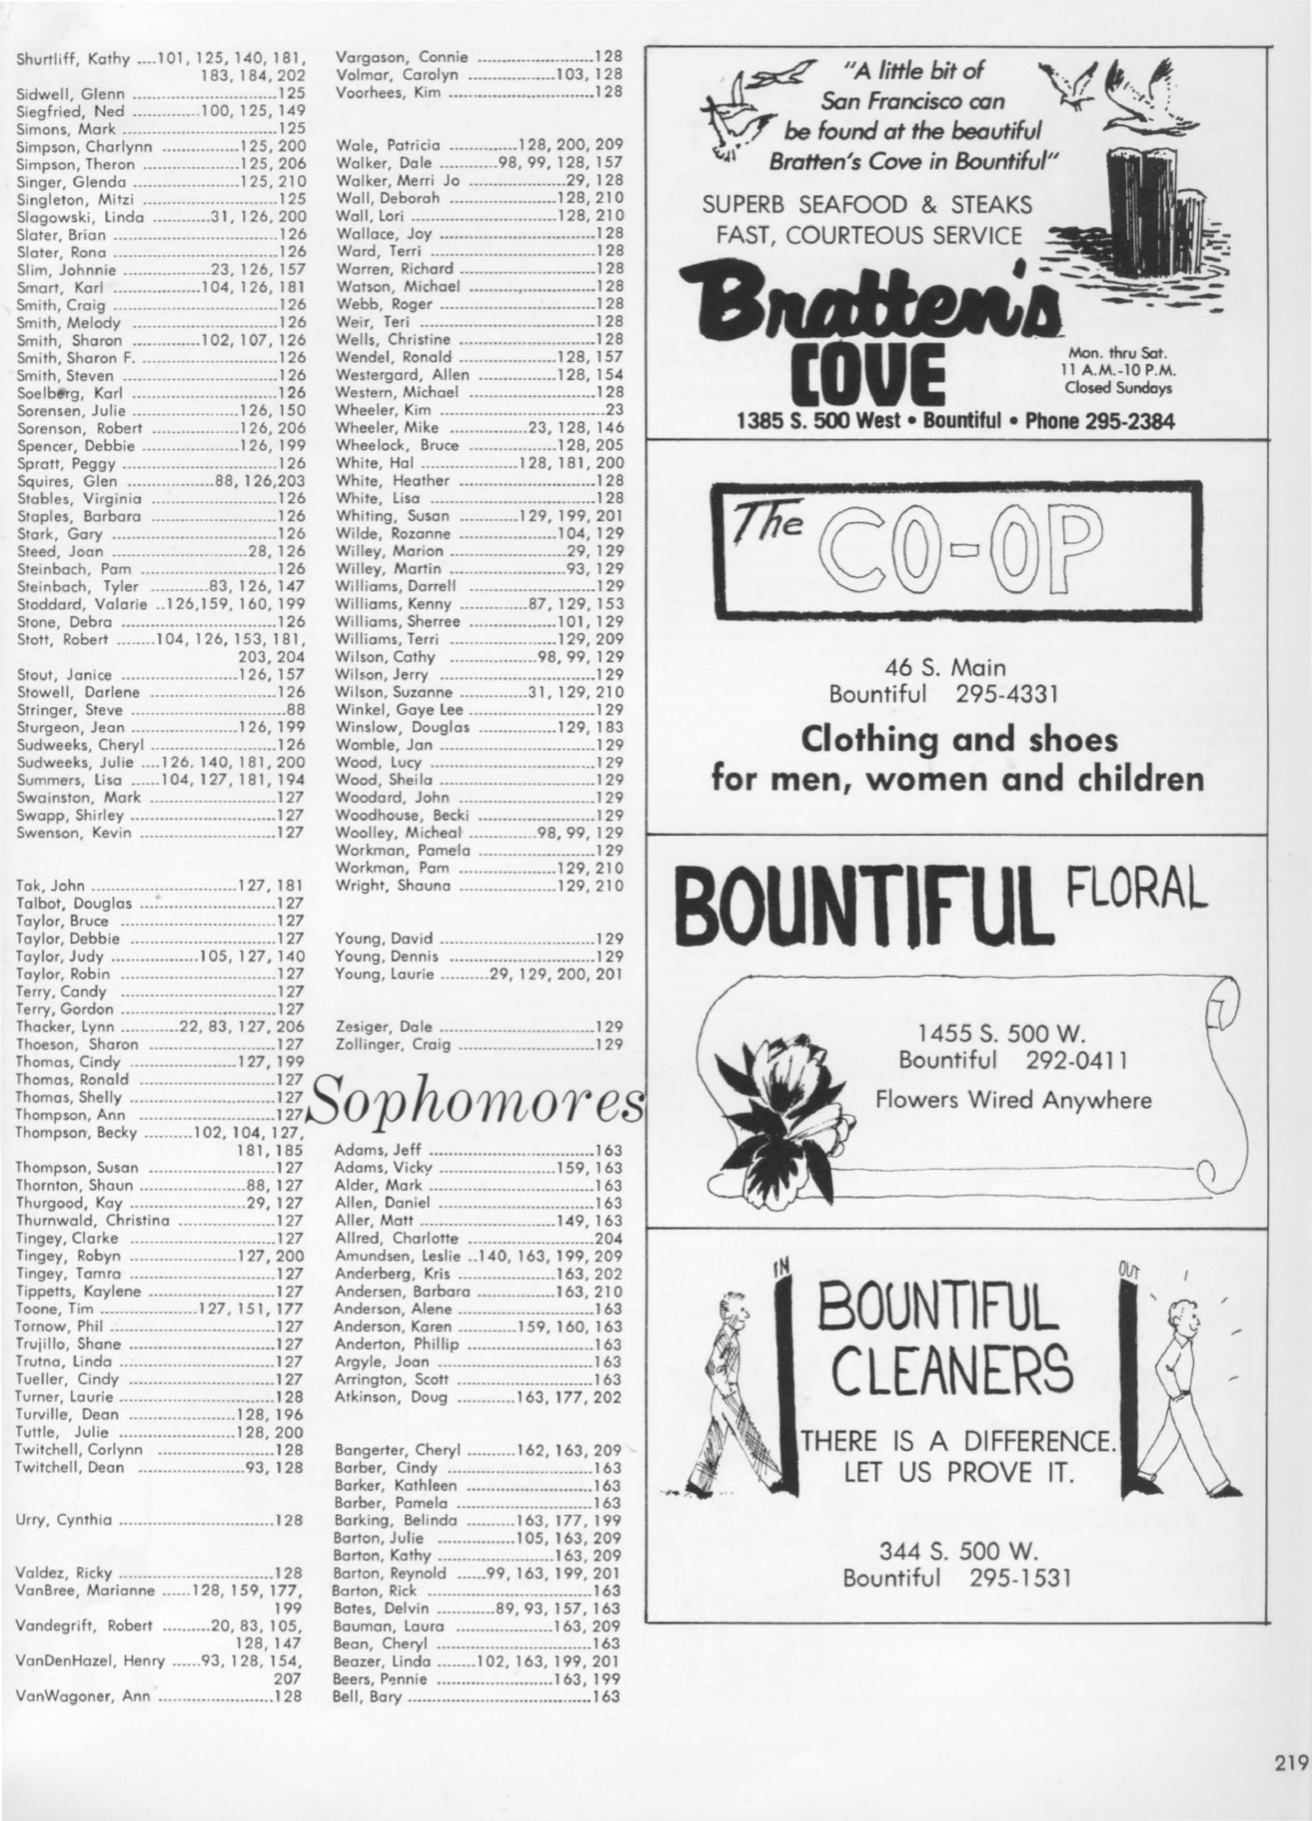 Shurtliff, Kathy ....101, 125, 140, 181,
183, 184, 202
Sidwell, Glenn ..............................125
Siegfried, Ned ..............100, 125, 149
Simons, Mark ................................125
Simpson, Charlynn ................125, 200
Simpson, Theron ....................125, 206
Singer, Glenda ......................125, 210
Singleton, Mitzi .............................125
Slagowski, Linda ............31, 126, 200
Slater, Brian ..................................126
Slater, Rona ..................................126
Slim, Johnnie ..................23, 126, 157
Smart, Karl ..................104, 126, 181
Smith, Craig ..................................126
Smith, Melody ..............................126
Smith, Sharon ..............102, 107, 126
Smith, Sharon F. ............................126
Smith, Steven ................................126
Soelberg, Karl ..............................126
Sorensen, Julie ......................126, 150
Sorenson, Robert ..................126, 206
Spencer, Debbie ....................126, 199
Spratt, Peggy ................................126
Squires, Glen ..................88, 126,203
Stables, Virginia ..........................126
Staples, Barbara ..........................126
Stark, Gary ..................................126
Steed, Joan ............................28, 126
Steinbach, Pam ............................126
Steinbach, Tyler ............83, 126, 147
Stoddard, Valarie ..126,159, 160, 199
Stone, Debra ................................126
Stott, Robert ........104, 126, 153, 181,
203, 204
Stout, Janice ........................126, 157
Stowell, Darlene ..........................126
Stringer, Steve ................................88
Sturgeon, Jean ......................126, 199
Sudweeks, Cheryl ..........................126
Sudweeks, Julie ....126, 140, 181, 200
Summers, Lisa ......104, 127, 181, 194
Swainston, Mark ..........................127
Swapp, Shirley ..............................127
Swenson, Kevin ............................127
Tak, John ..............................127, 181
Talbot, Douglas ............................127
Taylor, Bruce ................................127
Taylor, Debbie ..............................127
Taylor, Judy ..................105, 127, 140
Taylor, Robin ................................127
Terry, Candy ................................127
Terry, Gordon ................................127
Thacker, Lynn ............22, 83, 127, 206
Thoeson, Sharon ..........................127
Thomas, Cindy ......................127, 199
Thomas, Ronald ............................127
Thomas, Shelly ..............................127
Thompson, Ann ............................127
Thompson, Becky ..........102, 104, 127,
181, 185
Thompson, Susan ..........................127
Thornton, Shaun ......................88, 127
Thurgood, Kay ........................29, 127
Thurnwald, Christina ....................127
Tingey, Clarke ..............................127
Tingey, Robyn ......................127, 200
Tingey, Tamra ..............................127
Tippetts, Kaylene ..........................127
Toone, Tim ....................127, 151, 177
Tornow, Phil ..................................127
Trujillo, Shane ..............................127
Trutna, Linda ................................127
Tueller, Cindy ................................127
Turner, Laurie ................................128
Turville, Dean ......................128, 196
Tuttle, Julie ........................128, 200
Twitchell, Corlynn ........................128
Twitchell, Dean ......................93, 128
Urry, Cynthia ................................128
Valdez, Ricky ................................128
VanBree, Marianne ......128, 159, 177,
199
Vandegrift, Robert ..........20, 83, 105,
128, 147
VanDenHazel, Henry ......93, 128, 154,
207
VanWagoner, Ann ........................128
Vargason, Connie ........................128
Volmar, Carolyn ..................103, 128
Voorhees, Kim ..............................128
Wale, Patricia ..............128, 200, 209
Walker, Dale ............98, 99, 128, 157
Walker, Merri Jo ....................29, 128
Wall, Deborah ......................128, 210
Wall, Lori ..............................128, 210
Wallace, Joy ................................128
Ward, Terri ..................................128
Warren, Richard ............................128
Watson, Michael ..........................128
Webb, Roger ................................128
Weir, Teri ....................................128
Wells, Christine ............................128
Wendel, Ronald ....................128, 157
Westergard, Allen ................128, 154
Western, Michael ..........................128
Wheeler, Kim ..................................23
Wheeler, Mike ................23, 128, 146
Wheelock, Bruce ..................128, 205
White, Hal ....................128, 181, 200
White, Heather ............................128
White, Lisa ..................................128
Whiting, Susan ............129, 199, 201
Wilde, Rozanne ....................104, 129
Willey, Marion ........................29, 129
Willey, Martin ........................93, 129
Williams, Darrell ..........................129
Williams, Kenny ..............87, 129, 153
Williams, Sherree ..................101, 129
Williams, Terri ......................129, 209
Wilson, Cathy ..................98, 99, 129
Wilson, Jerry ................................129
Wilson, Suzanne ..............31, 129, 210
Winkel, Gaye Lee ..........................129
Winslow, Douglas ................129, 183
Womble, Jan ................................129
Wood, Lucy ..................................129
Wood, Sheila ................................129
Woodard, John ............................129
Woodhouse, Becki ........................129
Woolley, Micheal ..............98, 99, 129
Workman, Pamela ........................129
Workman, Pam ....................129, 210
Wright, Shauna ....................129, 210
Young, David ................................129
Young, Dennis ..............................129
Young, Laurie ..........29, 129, 200, 201
Zesiger, Dale ................................129
Zollinger, Craig ............................129
Sophomores
Adams, Jeff ..................................163
Adams, Vicky ........................159, 163
Alder, Mark ..................................163
Allen, Daniel ................................163
Aller, Matt ............................149, 163
Allred, Charlotte ..........................204
Amundsen, Leslie ..140, 163, 199, 209
Anderberg, Kris ....................163, 202
Andersen, Barbara ................163, 210
Anderson, Alene ............................163
Anderson, Karen ............159, 160, 163
Anderton, Phillip ..........................163
Argyle, Joan ................................163
Arrington, Scott ............................163
Atkinson, Doug ............163, 177, 202
Bangerter, Cheryl ..........162, 163, 209
Barber, Cindy ..............................163
Barker, Kathleen ..........................163
Barber, Pamela ............................163
Barking, Belinda ..........163, 177, 199
Barton, Julie ................105, 163, 209
Barton, Kathy ........................163, 209
Barton, Reynold ......99, 163, 199, 201
Barton, Rick ..................................163
Bates, Delvin ............89, 93, 157, 163
Bauman, Laura ....................163, 209
Bean, Cheryl ................................163
Beazer, Linda ........102, 163, 199, 201
Beers, Pennie ........................163, 199
Bell, Bary ......................................163
"A little bit of
San Francisco can
be found at the beautiful
Bratten's Cove in Bountiful"
SUPERB SEAFOOD & STEAKS
FAST, COURTEOUS SERVICE
Bratten's
COVE
Mon. thru Sat.
11 A.M.-10 P.M.
Closed Sundays
1385 S. 500 West • Bountiful • Phone 295-2384
The CO-OP
46 S. Main
Bountiful 295-4331
Clothing and shoes
for men, women and children
BOUNTIFUL FLORAL
1455 S. 500 W.
Bountiful 292-0411
Flowers Wired Anywhere
IN
OUT
BOUNTIFUL
CLEANERS
THERE IS A DIFFERENCE.
LET US PROVE IT.
344 S. 500 W.
Bountiful 295-1531
219